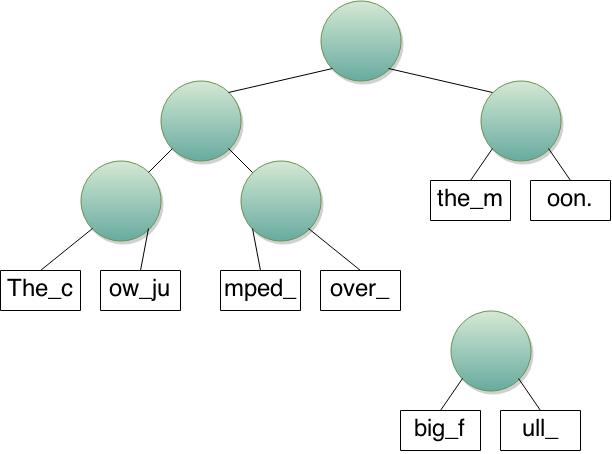 the_m
oon.
The_c
ow_ju
mped_
over_
big_f
ull_